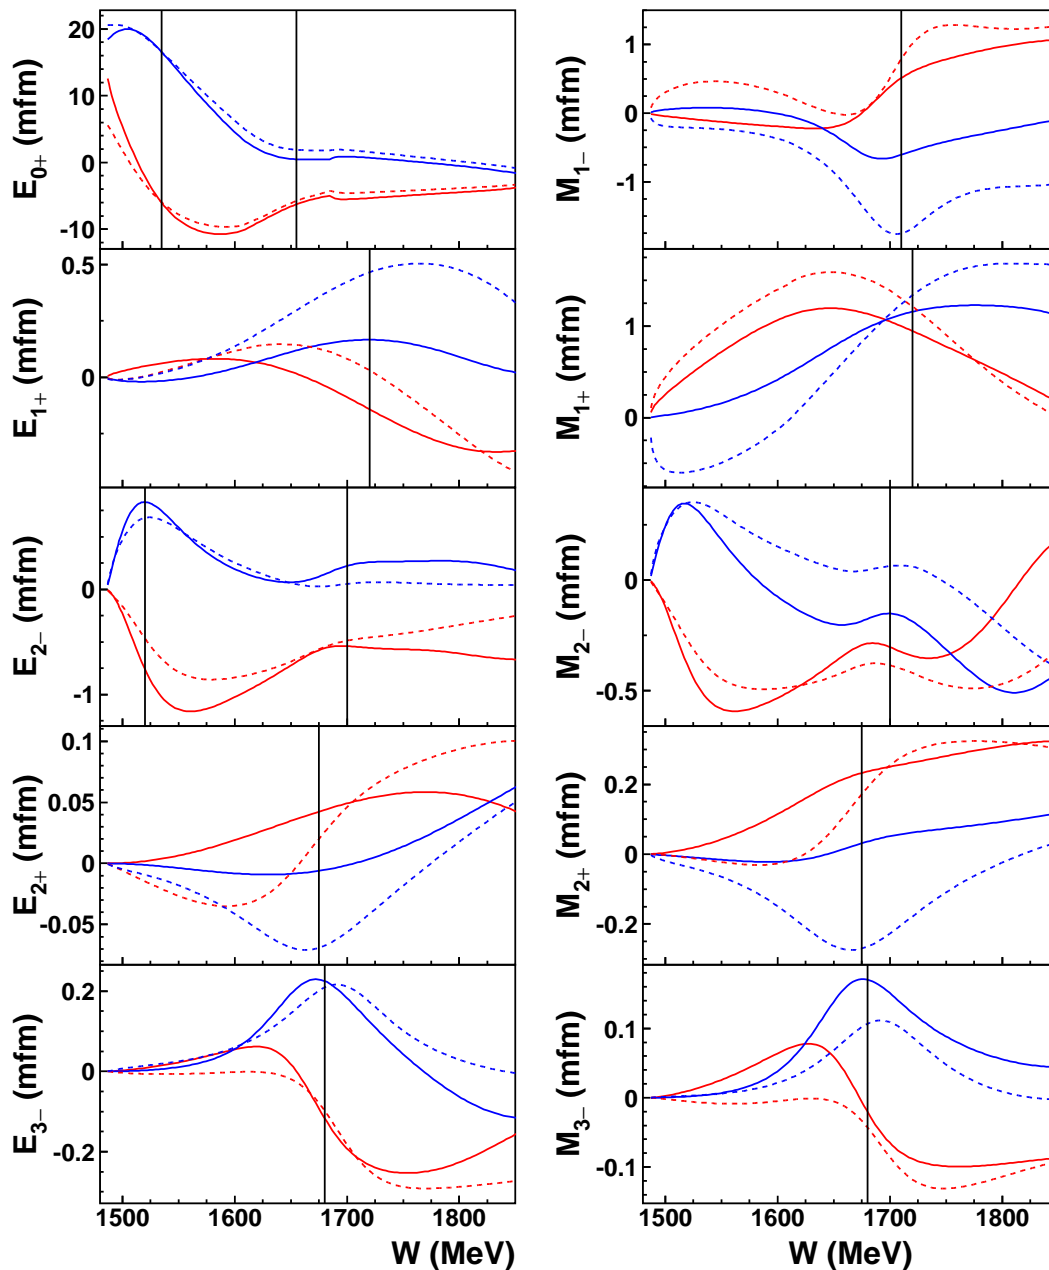 20
10
0
-10
E0+ (mfm)
1
0
-1
M1− (mfm)
0.5
0
E1+ (mfm)
1
0
M1+ (mfm)
0
-1
E2− (mfm)
0
-0.5
M2− (mfm)
0.1
0.05
0
-0.05
E2+ (mfm)
0.2
0
-0.2
M2+ (mfm)
0.2
0
-0.2
E3− (mfm)
0.1
0
-0.1
M3− (mfm)
1500 1600 1700 1800
W (MeV)
1500 1600 1700 1800
W (MeV)